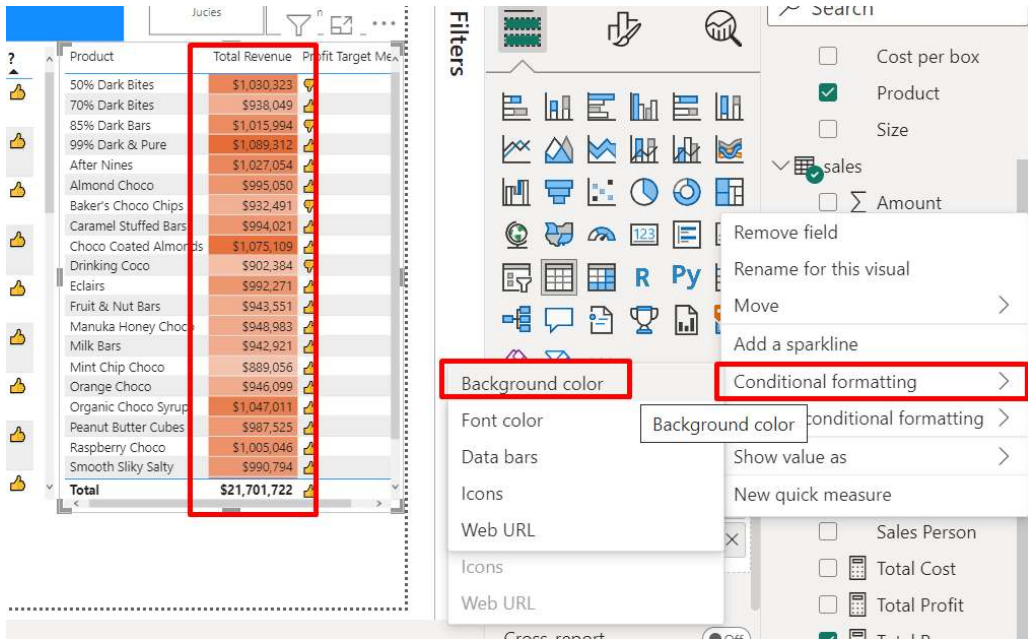 Jucies
Product Total Revenue Profit Target Me
50% Dark Bites $1,030,323
70% Dark Bites $938,049
85% Dark Bars $1,015,994
99% Dark & Pure $1,089,312
After Nines $1,027,054
Almond Choco $995,050
Baker's Choco Chips $932,491
Caramel Stuffed Bars $994,021
Choco Coated Almonds $1,075,109
Drinking Coco $902,384
Eclairs $992,271
Fruit & Nut Bars $943,551
Manuka Honey Choco $948,983
Milk Bars $942,921
Mint Chip Choco $889,056
Orange Choco $946,099
Organic Choco Syrup $1,047,011
Peanut Butter Cubes $987,525
Raspberry Choco $1,005,046
Smooth Sliky Salty $990,794
Total $21,701,722
Filters
123
R Py
Background color
Font color
Data bars
Icons
Web URL
Icons
Web URL
Cross-report Off
Background color
Remove field
Rename for this visual
Move
Add a sparkline
Conditional formatting
conditional formatting
Show value as
New quick measure
Search
Cost per box
Product
Size
sales
Σ Amount
Sales Person
Total Cost
Total Profit